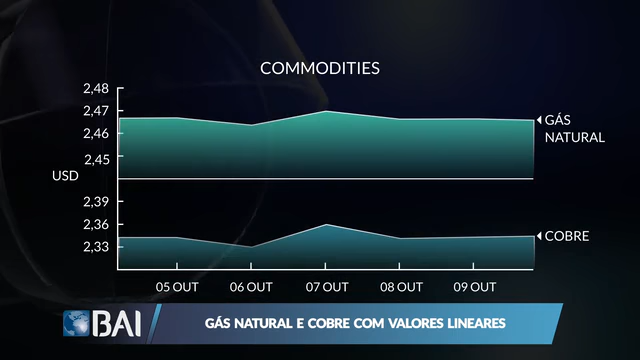 COMMODITIES
2,48
2,47
2,46
2,45
USD
2,39
2,36
2,33
GÁS
NATURAL
COBRE
05 OUT
06 OUT
07 OUT
08 OUT
09 OUT
BAI
GÁS NATURAL E COBRE COM VALORES LINEARES